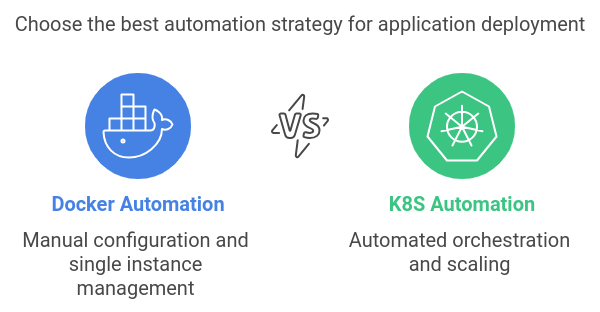 Choose the best automation strategy for application deployment
VS
Docker Automation
Manual configuration and
single instance
management
K8S Automation
Automated orchestration
and scaling